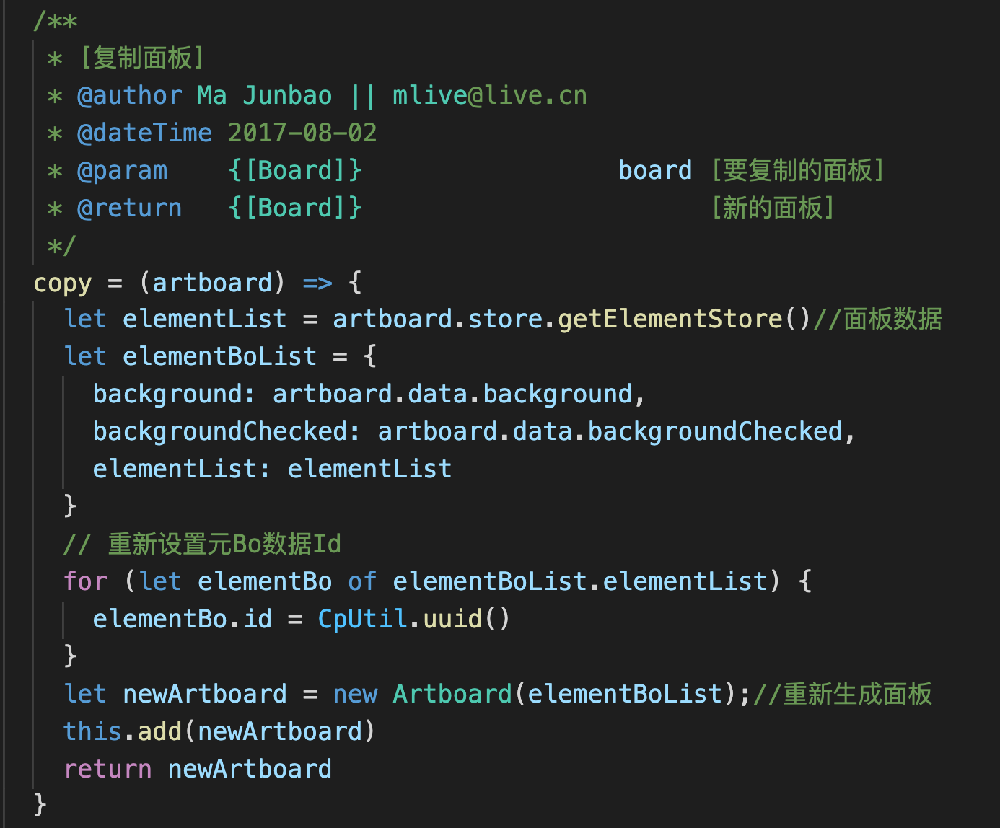 /**
 * [复制面板]
 * @author Ma Junbao || mlive@live.cn
 * @dateTime 2017-08-02
 * @param    {[Board]}                 board [要复制的面板]
 * @return   {[Board]}                       [新的面板]
 */
copy = (artboard) => {
  let elementList = artboard.store.getElementStore()//面板数据
  let elementBoList = {
    background: artboard.data.background,
    backgroundChecked: artboard.data.backgroundChecked,
    elementList: elementList
  }
  // 重新设置元Bo数据Id
  for (let elementBo of elementBoList.elementList) {
    elementBo.id = CpUtil.uuid()
  }
  let newArtboard = new Artboard(elementBoList);//重新生成面板
  this.add(newArtboard)
  return newArtboard
}